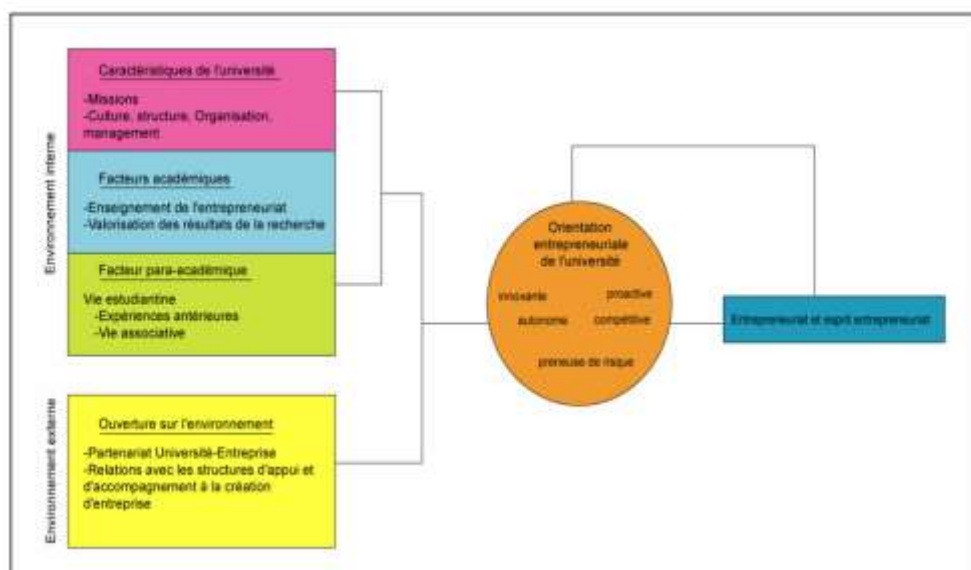 Environnement interne
Caractéristiques de l'université
-Missions
-Culture, structure, Organisation,
management
Facteurs académiques
-Enseignement de l'entrepreneuriat
-Valorisation des résultats de la recherche
Facteur para-académique
Vie estudiantine
-Expériences antérieures
-Vie associative
Environnement externe
Ouverture sur l'environnement
-Partenariat Université-Entreprise
-Relations avec les structures d'appui et
d'accompagnement à la création
d'entreprise
Orientation
entrepreneuriale
de l'université
innovante proactive
autonome compétitive
preneuse de risque
Entrepreneuriat et esprit entrepreneuriat